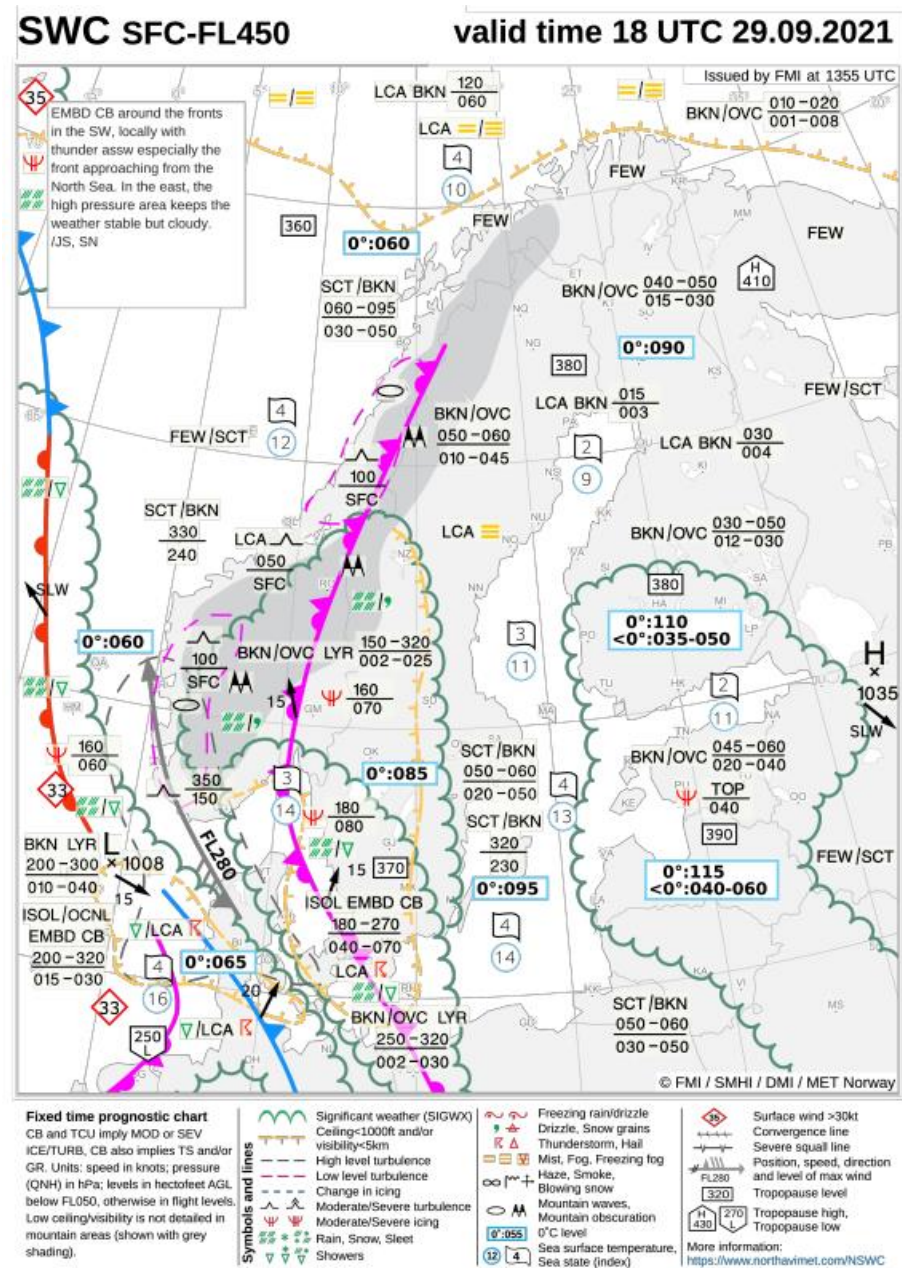 SWC SFC-FL450
valid time 18 UTC 29.09.2021
Issued by FMI at 1355 UTC
35
EMBD CB around the fronts
in the SW, locally with
thunder assw especially the
front approaching from the
North Sea. In the east, the
high pressure area keeps the
weather stable but cloudy.
/JS, SN
LCA BKN 120
060
LCA
4
10
BKN/OVC 010-020
001-008
FEW
FEW
FEW
360
0°:060
H
410
SCT/BKN
060-095
030-050
BKN/OVC 040-050
015-030
0°:090
380
FEW/SCT
LCA BKN 015
003
4
12
FEW/SCT
BKN/OVC
050-060
010-045
2
9
LCA BKN 030
004
100
SFC
SCT/BKN
330
240
LCA
050
SFC
LCA
BKN/OVC 030-050
012-030
SLW
380
0°:110
<0°:035-050
0°:060
100
SFC
BKN/OVC LYR 150-320
002-025
3
11
H
1035
SLW
15
160
070
2
11
160
060
33
350
150
3
14
0°:085
SCT/BKN
050-060
020-050
4
13
BKN/OVC 045-060
020-040
TOP
040
390
180
080
SCT/BKN
320
230
FL280
BKN LYR
200-300
010-040
L
1008
15
15
370
0°:095
0°:115
<0°:040-060
FEW/SCT
ISOL/OCNL
EMBD CB
200-320
015-030
/LCA
ISOL EMBD CB
180-270
040-070
4
14
4
16
0°:065
LCA
33
20
250
L
/LCA
BKN/OVC LYR
250-320
002-030
SCT/BKN
050-060
030-050
© FMI / SMHI / DMI / MET Norway
Fixed time prognostic chart
CB and TCU imply MOD or SEV
ICE/TURB, CB also implies TS and/or
GR. Units: speed in knots; pressure
(QNH) in hPa; levels in hectofeet AGL
below FL050, otherwise in flight levels.
Low ceiling/visibility is not detailed in
mountain areas (shown with grey
shading).
Symbols and lines
Significant weather (SIGWX)
Ceiling<1000ft and/or
visibility<5km
High level turbulence
Low level turbulence
Change in icing
Moderate/Severe turbulence
Moderate/Severe icing
Rain, Snow, Sleet
Showers
Freezing rain/drizzle
Drizzle, Snow grains
Thunderstorm, Hail
Mist, Fog, Freezing fog
Haze, Smoke,
Blowing snow
Mountain waves,
Mountain obscuration
0°:055 0˚C level
12 4 Sea surface temperature,
Sea state (index)
35 Surface wind >30kt
Convergence line
Severe squall line
Position, speed, direction
FL280 and level of max wind
320 Tropopause level
H 430 270 L Tropopause high,
Tropopause low
More information:
https://www.northavimet.com/NSWC